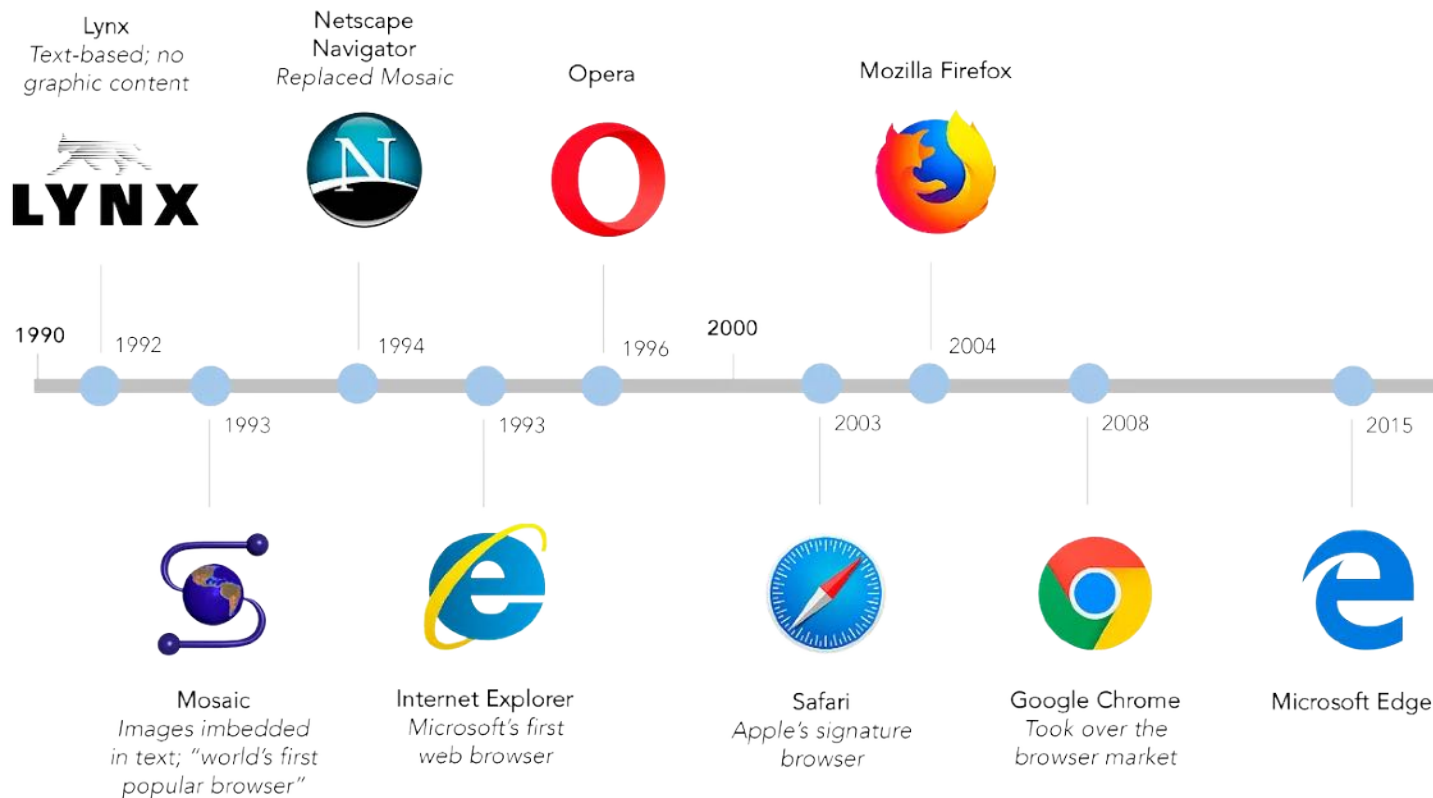 Lynx
Text-based; no
graphic content
LYNX
Netscape
Navigator
Replaced Mosaic
N
Opera
Mozilla Firefox
1990
1992
1994
1996
2000
2004
1993
1993
2003
2008
2015
Mosaic
Images imbedded
in text; “world’s first
popular browser”
Internet Explorer
Microsoft’s first
web browser
Safari
Apple’s signature
browser
Google Chrome
Took over the
browser market
Microsoft Edge